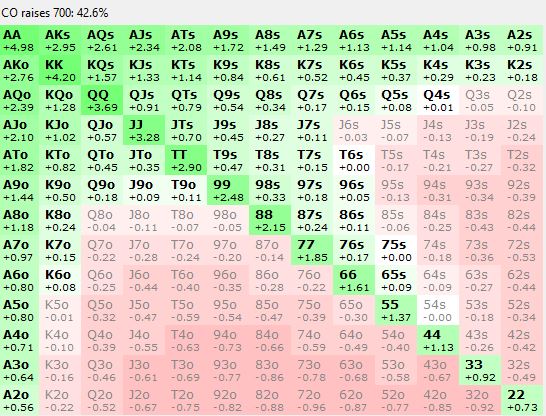 CO raises 700: 42.6%
AA AKs AQs AJs ATs A9s A8s A7s A6s A5s A4s A3s A2s
+4.98 +2.95 +2.61 +2.34 +2.08 +1.72 +1.49 +1.29 +1.13 +1.14 +1.04 +0.98 +0.91
AKo KK KQs KJs KTs K9s K8s K7s K6s K5s K4s K3s K2s
+2.76 +4.20 +1.57 +1.33 +1.14 +0.84 +0.61 +0.52 +0.45 +0.37 +0.29 +0.23 +0.18
AQo KQo QQ QJs QTs Q9s Q8s Q7s Q6s Q5s Q4s Q3s Q2s
+2.39 +1.28 +3.69 +0.91 +0.79 +0.54 +0.34 +0.17 +0.15 +0.08 +0.01 -0.05 -0.10
AJo KJo QJo JJ JTs J9s J8s J7s J6s J5s J4s J3s J2s
+2.10 +1.02 +0.57 +3.28 +0.70 +0.45 +0.27 +0.11 -0.03 -0.07 -0.13 -0.19 -0.24
ATo KTo QTo JTo TT T9s T8s T7s T6s T5s T4s T3s T2s
+1.82 +0.82 +0.45 +0.35 +2.90 +0.47 +0.31 +0.15 +0.00 -0.17 -0.21 -0.27 -0.32
A9o K9o Q9o J9o T9o 99 98s 97s 96s 95s 94s 93s 92s
+1.44 +0.50 +0.18 +0.09 +0.11 +2.48 +0.33 +0.18 +0.05 -0.13 -0.31 -0.34 -0.39
A8o K8o Q8o J8o T8o 98o 88 87s 86s 85s 84s 83s 82s
+1.18 +0.24 -0.04 -0.11 -0.07 -0.05 +2.15 +0.24 +0.11 -0.06 -0.25 -0.43 -0.44
A7o K7o Q7o J7o T7o 97o 87o 77 76s 75s 74s 73s 72s
+0.97 +0.15 -0.22 -0.28 -0.24 -0.20 -0.14 +1.85 +0.17 +0.00 -0.18 -0.36 -0.53
A6o K6o Q6o J6o T6o 96o 86o 76o 66 65s 64s 63s 62s
+0.80 +0.08 -0.25 -0.44 -0.40 -0.35 -0.28 -0.22 +1.61 +0.09 -0.09 -0.27 -0.44
A5o K5o Q5o J5o T5o 95o 85o 75o 65o 55 54s 53s 52s
+0.80 -0.01 -0.32 -0.47 -0.59 -0.54 -0.47 -0.39 -0.30 +1.37 -0.00 -0.18 -0.34
A4o K4o Q4o J4o T4o 94o 84o 74o 64o 54o 44 43s 42s
+0.71 -0.10 -0.39 -0.55 -0.63 -0.73 -0.66 -0.59 -0.49 -0.40 +1.13 -0.26 -0.42
A3o K3o Q3o J3o T3o 93o 83o 73o 63o 53o 43o 33 32s
+0.64 -0.16 -0.46 -0.61 -0.69 -0.77 -0.86 -0.78 -0.68 -0.58 -0.67 +0.92 -0.49
A2o K2o Q2o J2o T2o 92o 82o 72o 62o 52o 42o 32o 22
+0.56 -0.22 -0.52 -0.67 -0.75 -0.82 -0.88 -0.96 -0.87 -0.77 -0.85 -0.92 +0.73